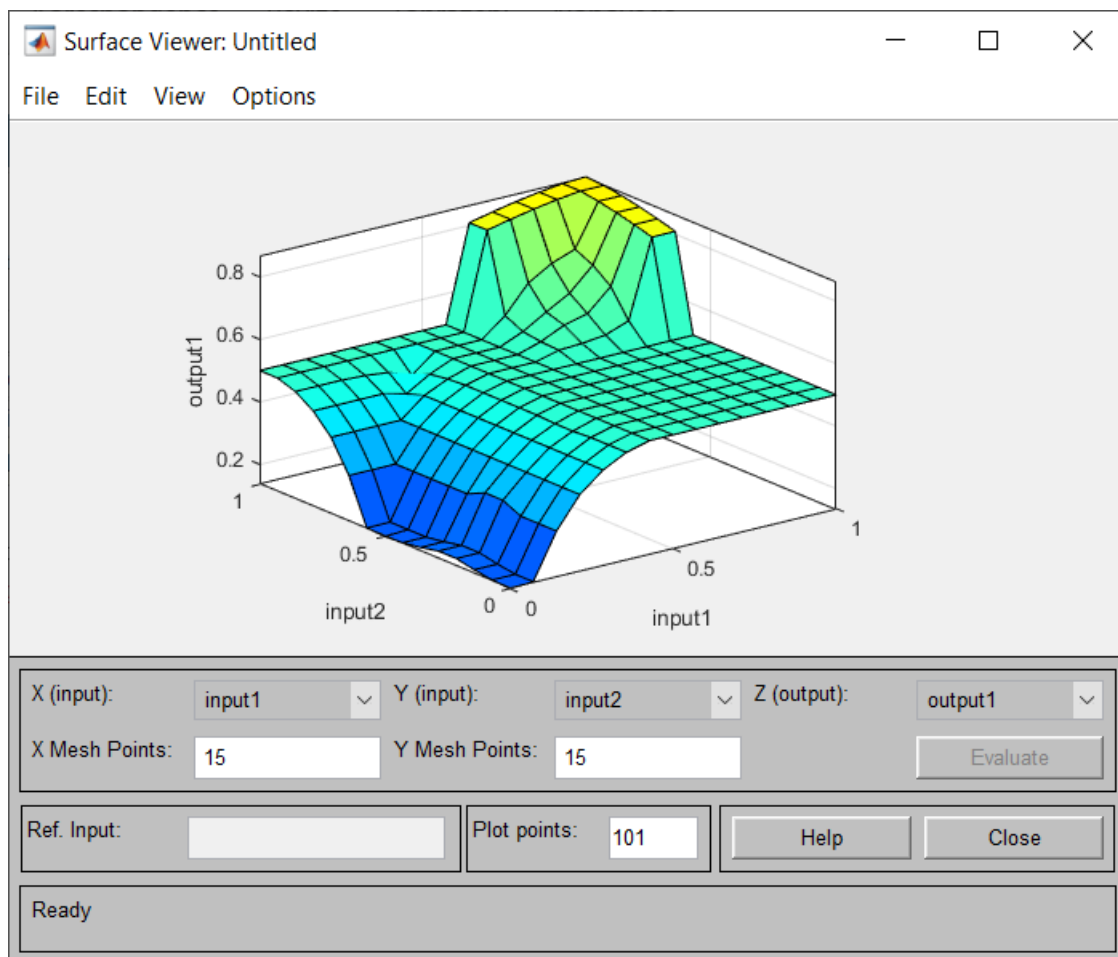 Surface Viewer: Untitled
File Edit View Options
0.8
0.6
0.4
0.2
output1
1
0.5
0
input2
0
0.5
1
input1
X (input): input1 Y (input): input2 Z (output): output1
X Mesh Points: 15 Y Mesh Points: 15 Evaluate
Ref. Input: Plot points: 101 Help Close
Ready